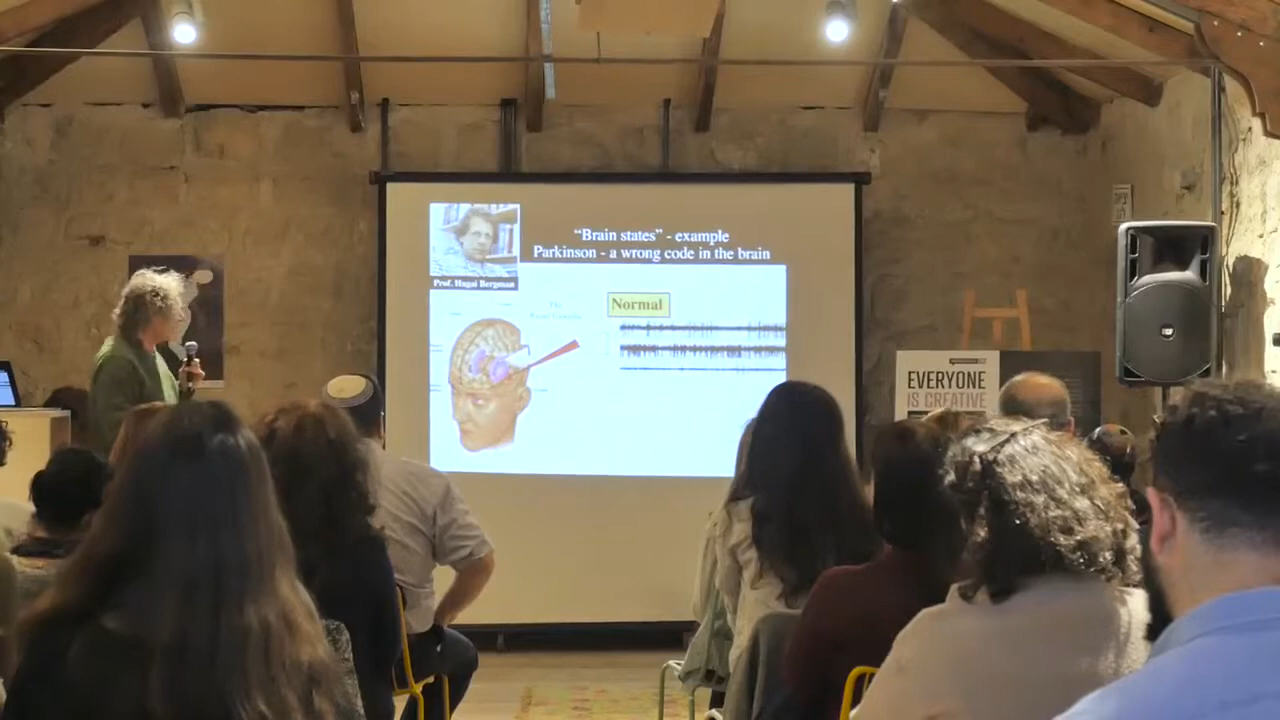 “Brain states” - example
Parkinson - a wrong code in the brain
Prof. Hagai Bergman
Normal
EVERYONE
IS CREATIVE